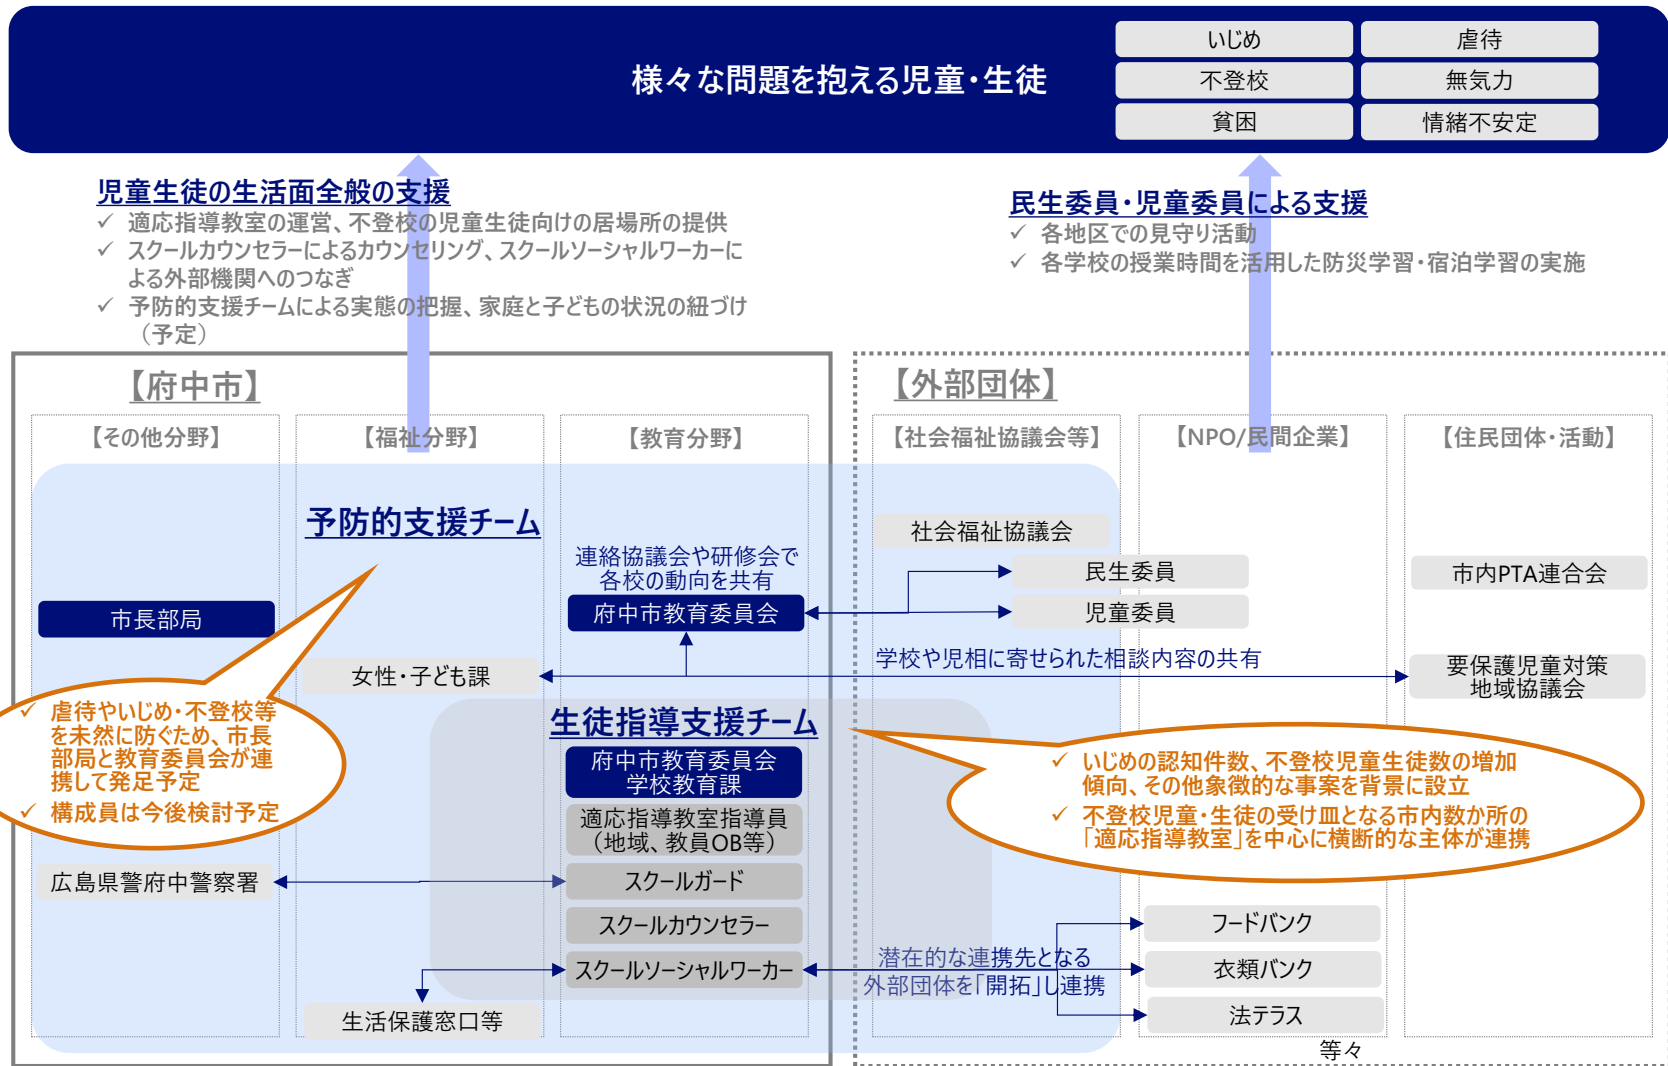 様々な問題を抱える児童・生徒
いじめ
虐待
不登校
無気力
貧困
情緒不安定
児童生徒の生活面全般の支援
✓ 適応指導教室の運営、不登校の児童生徒向けの居場所の提供
✓ スクールカウンセラーによるカウンセリング、スクールソーシャルワーカーに
よる外部機関へのつなぎ
✓ 予防的支援チームによる実態の把握、家庭と子どもの状況の紐づけ
（予定）
民生委員・児童委員による支援
✓ 各地区での見守り活動
✓ 各学校の授業時間を活用した防災学習・宿泊学習の実施
【府中市】
【その他分野】
【福祉分野】
【教育分野】
【外部団体】
【社会福祉協議会等】
【NPO/民間企業】
【住民団体・活動】
予防的支援チーム
連絡協議会や研修会で
各校の動向を共有
市長部局
府中市教育委員会
社会福祉協議会
民生委員
児童委員
市内PTA連合会
女性・子ども課
学校や児相に寄せられた相談内容の共有
要保護児童対策
地域協議会
✓ 虐待やいじめ・不登校等
を未然に防ぐため、市長
部局と教育委員会が連
携して発足予定
✓ 構成員は今後検討予定
生徒指導支援チーム
府中市教育委員会
学校教育課
適応指導教室指導員
（地域、教員OB等）
スクールガード
スクールカウンセラー
スクールソーシャルワーカー
✓ いじめの認知件数、不登校児童生徒数の増加
傾向、その他象徴的な事案を背景に設立
✓ 不登校児童・生徒の受け皿となる市内数か所の
「適応指導教室」を中心に横断的な主体が連携
広島県警府中警察署
生活保護窓口等
潜在的な連携先となる
外部団体を「開拓」し連携
フードバンク
衣類バンク
法テラス
等々